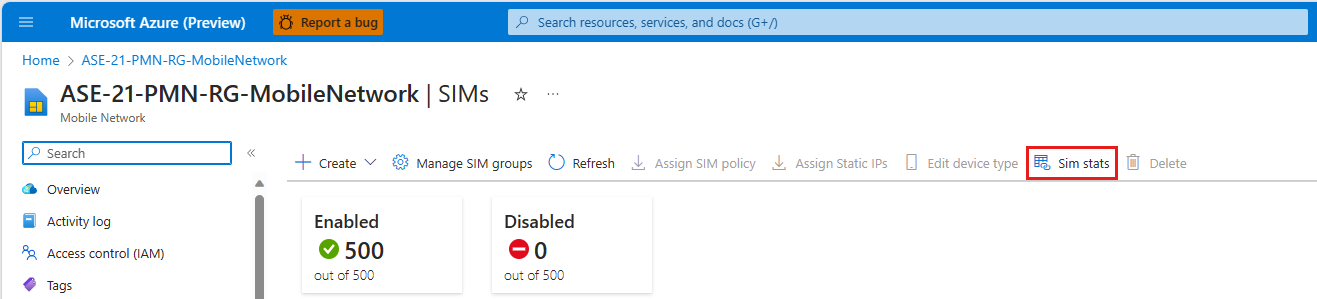 Microsoft Azure (Preview) Report a bug Search resources, services, and docs (G+/)
Home > ASE-21-PMN-RG-MobileNetwork
ASE-21-PMN-RG-MobileNetwork | SIMs
Mobile Network
Search
Create Manage SIM groups Refresh Assign SIM policy Assign Static IPs Edit device type Sim stats Delete
Overview
Activity log
Access control (IAM)
Tags
Enabled
500
out of 500
Disabled
0
out of 500